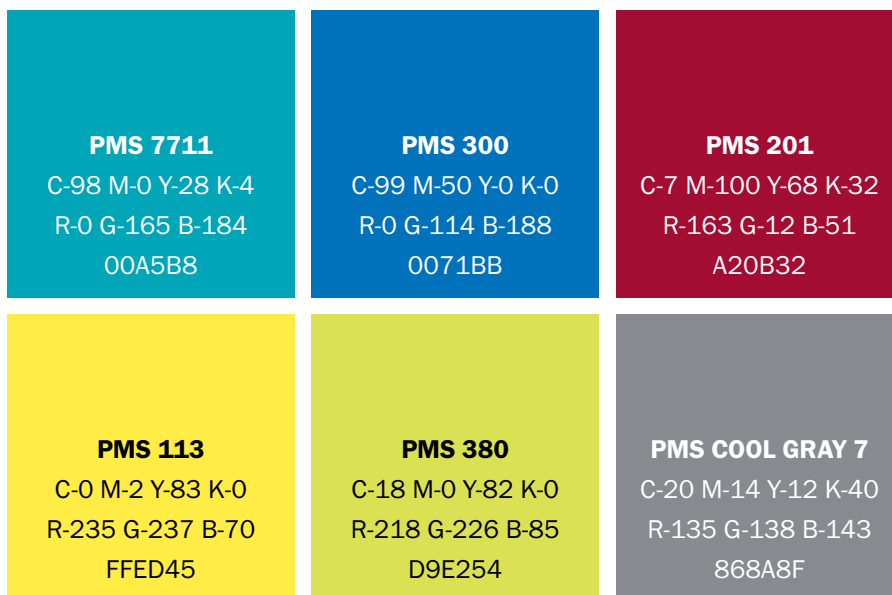 PMS 7711
C-98 M-0 Y-28 K-4
R-0 G-165 B-184
00A5B8
PMS 300
C-99 M-50 Y-0 K-0
R-0 G-114 B-188
0071BB
PMS 201
C-7 M-100 Y-68 K-32
R-163 G-12 B-51
A20B32
PMS 113
C-0 M-2 Y-83 K-0
R-235 G-237 B-70
FFED45
PMS 380
C-18 M-0 Y-82 K-0
R-218 G-226 B-85
D9E254
PMS COOL GRAY 7
C-20 M-14 Y-12 K-40
R-135 G-138 B-143
868A8F